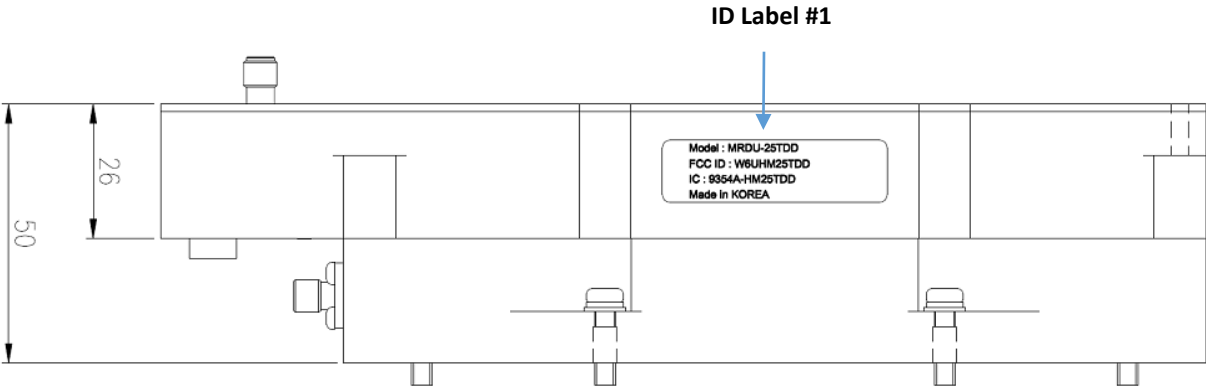 ID Label #1
Model : MRDU-25TDD
FCC ID : W6UHM25TDD
IC : 9354A-HM25TDD
Made in KOREA
26
50